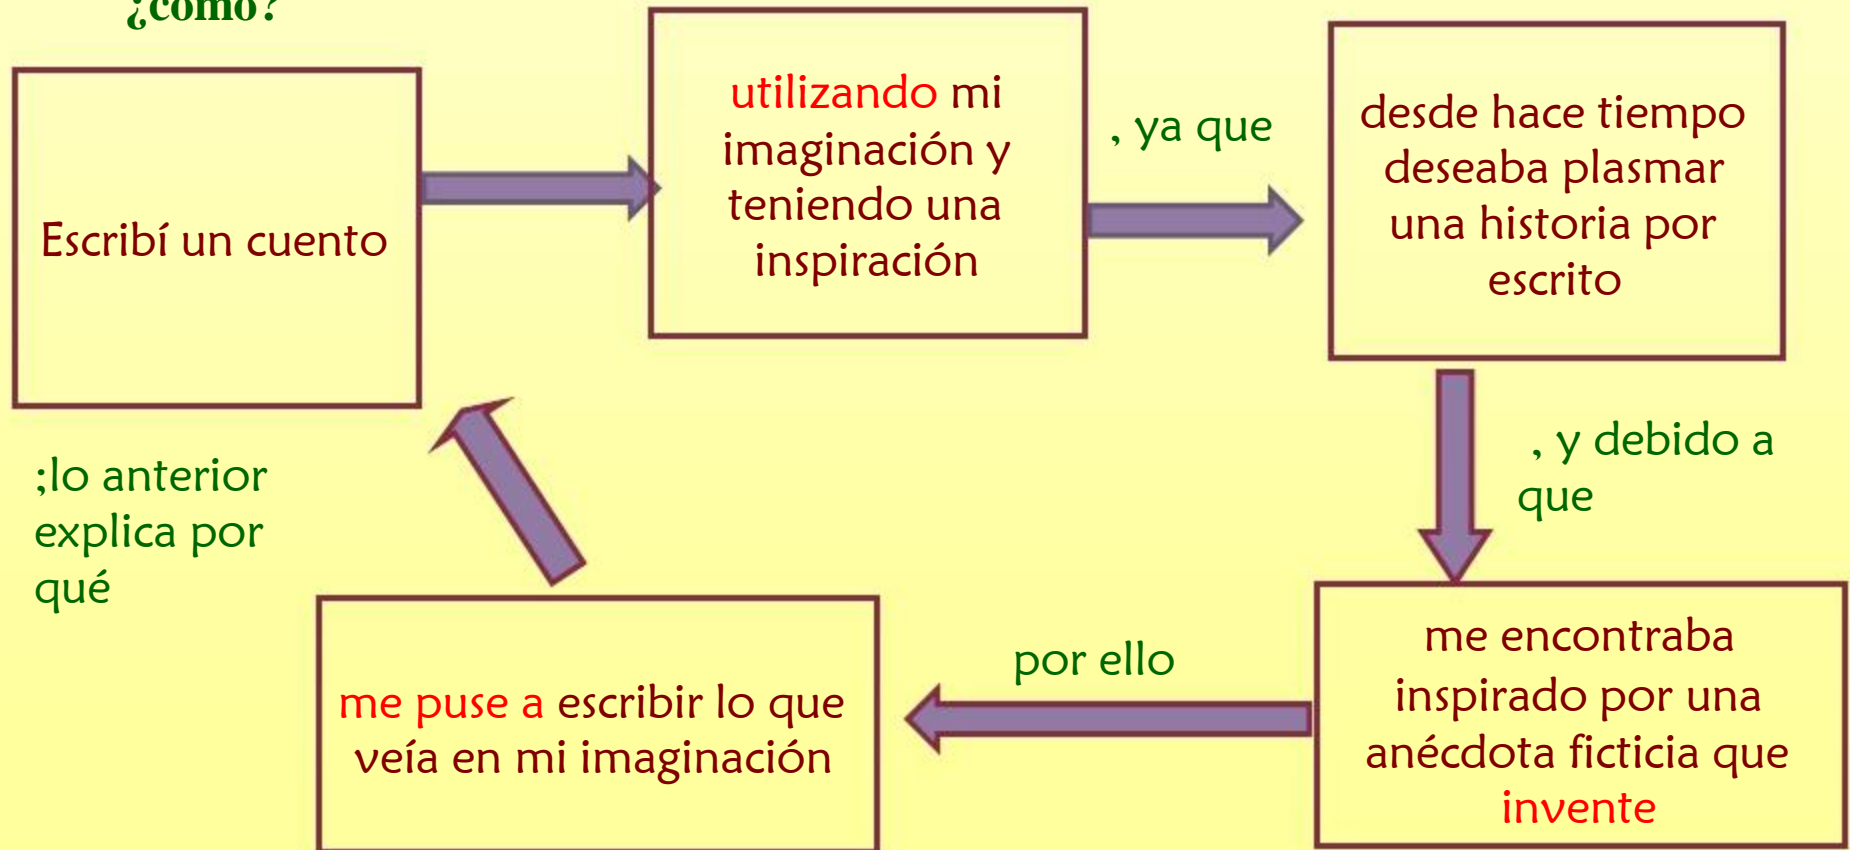 ¿cómo?
Escribí un cuento
utilizando mi
imaginación y
teniendo una
inspiración
, ya que
desde hace tiempo
deseaba plasmar
una historia por
escrito
, y debido a
que
me encontraba
inspirado por una
anécdota ficticia que
invente
por ello
me puse a escribir lo que
veía en mi imaginación
;lo anterior
explica por
qué